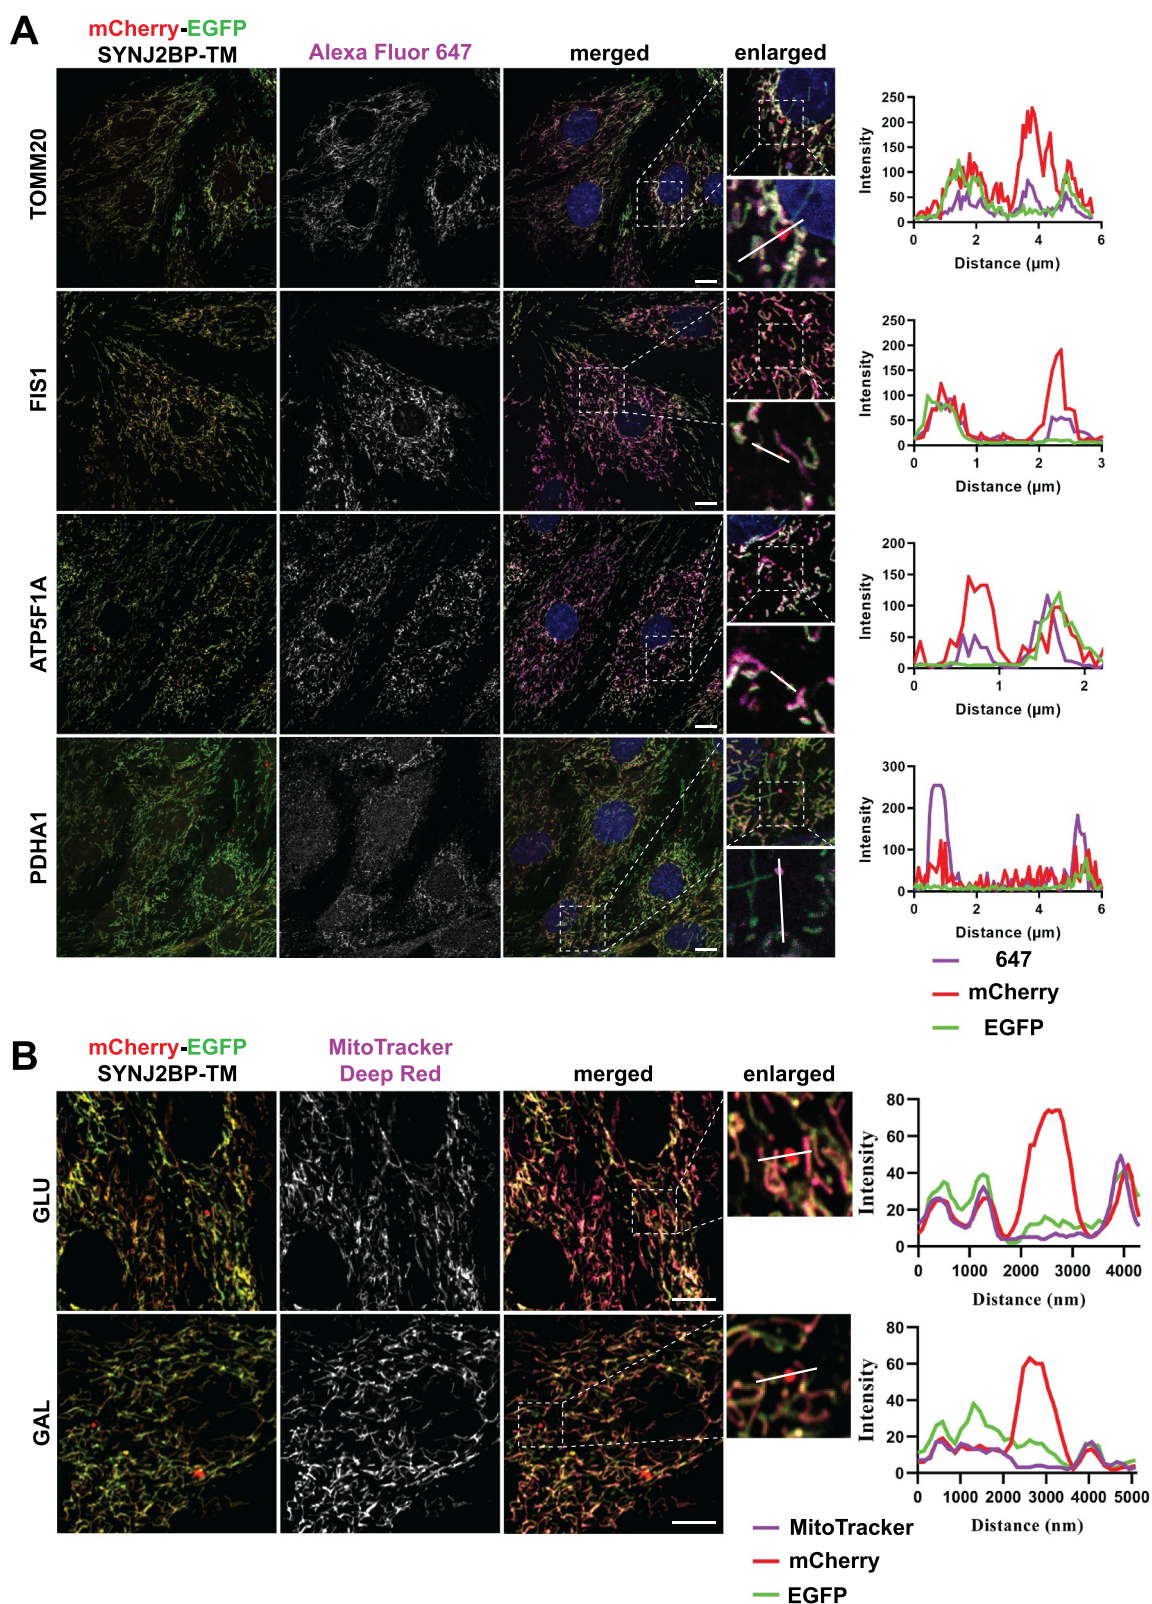 A
mCherry-EGFP
SYNJ2BP-TM
Alexa Fluor 647
merged
enlarged
TOMM20
250
200
150
100
50
0
Intensity
0 2 4 6
Distance (µm)
FIS1
250
200
150
100
50
0
Intensity
0 1 2 3
Distance (µm)
ATP5F1A
200
150
100
50
0
Intensity
0 1 2
Distance (µm)
PDHA1
300
200
100
0
Intensity
0 2 4 6
Distance (µm)
647
mCherry
EGFP
B
mCherry-EGFP
SYNJ2BP-TM
MitoTracker
Deep Red
merged
enlarged
GLU
80
60
40
20
0
Intensity
0 1000 2000 3000 4000
Distance (nm)
GAL
80
60
40
20
0
Intensity
0 1000 2000 3000 4000 5000
Distance (nm)
MitoTracker
mCherry
EGFP